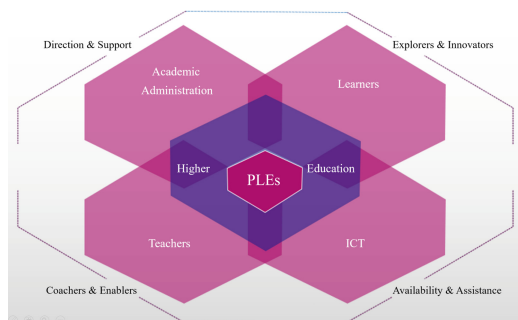 Direction & Support
Explorers & Innovators
Academic
Administration
Learners
Higher
Education
PLEs
Teachers
ICT
Coachers & Enablers
Availability & Assistance